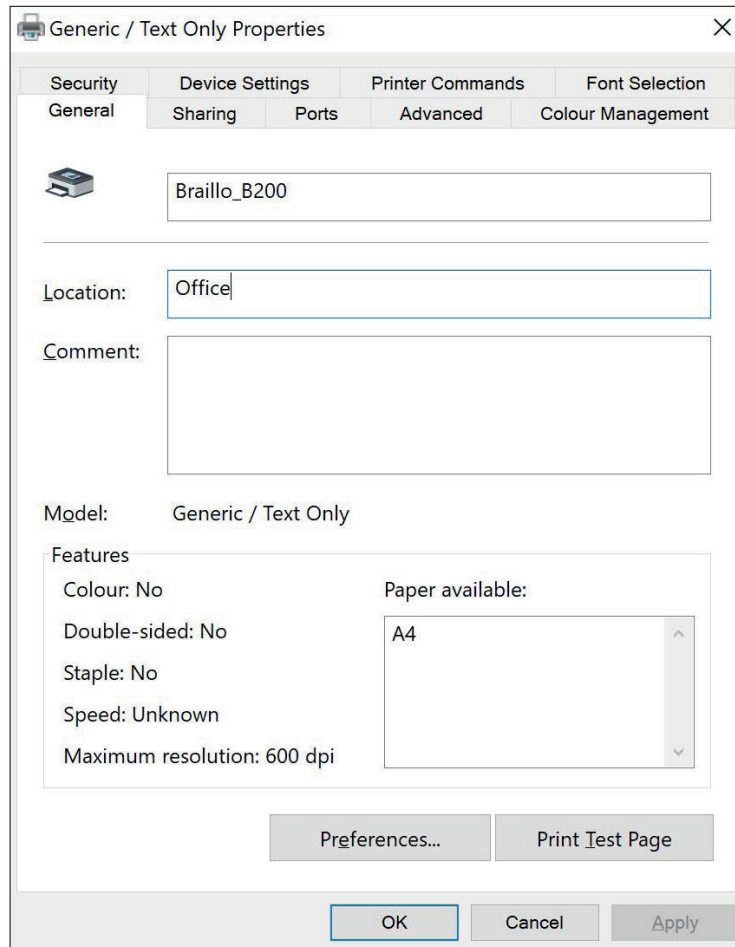 Generic / Text Only Properties
Security Device Settings Printer Commands Font Selection
General Sharing Ports Advanced Colour Management
Braillo_B200
Location: Office
Comment:
Model: Generic / Text Only
Features
Colour: No Paper available:
Double-sided: No A4
Staple: No
Speed: Unknown
Maximum resolution: 600 dpi
Preferences... Print Test Page
OK Cancel Apply